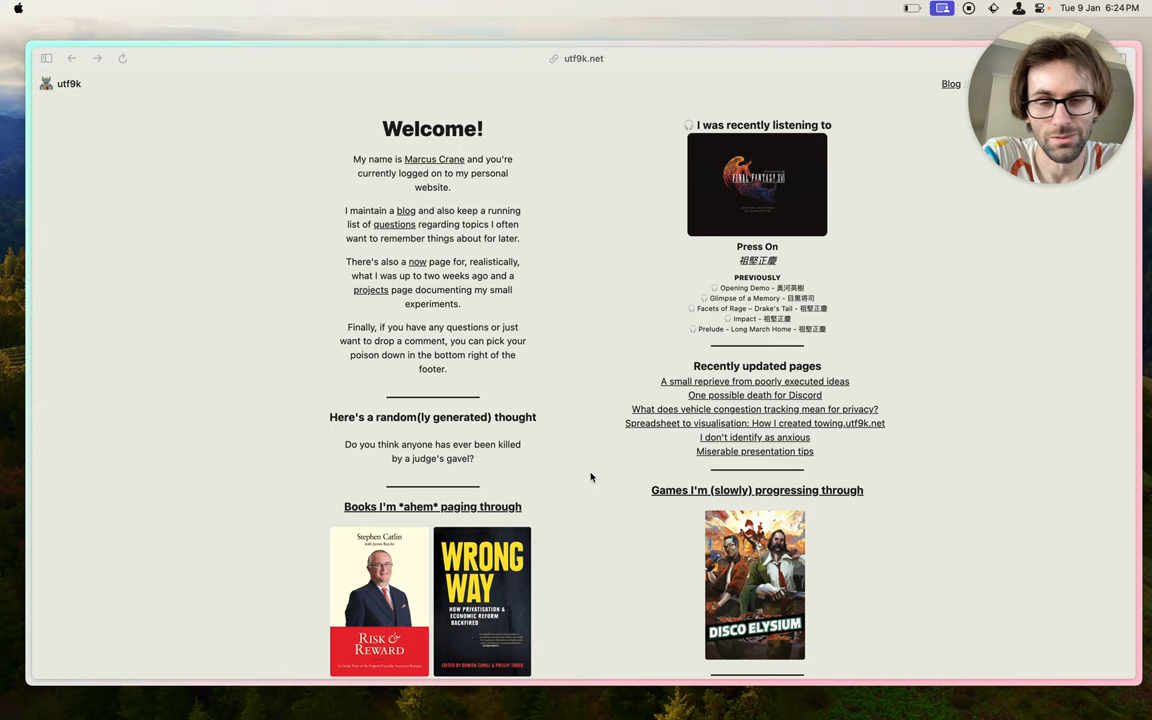 Tue 9 Jan 6:24 PM
utf9k.net
utf9k
Blog
Welcome!
My name is Marcus Crane and you're
currently logged on to my personal
website.
I maintain a blog and also keep a running
list of questions regarding topics I often
want to remember things about for later.
There's also a now page for, realistically,
what I was up to two weeks ago and a
projects page documenting my small
experiments.
Finally, if you have any questions or just
want to drop a comment, you can pick your
poison down in the bottom right of the
footer.
Here's a random(ly generated) thought
Do you think anyone has ever been killed
by a judge's gavel?
Books I'm *ahem* paging through
Stephen Catlin
with James Burcke
RISK &
REWARD
WRONG
WAY
HOW PRIVATISATION &
ECONOMIC REFORM
BACKFIRED
EDITED BY DAMIEN CAHILL & PHILLIP TONER
I was recently listening to
FINAL FANTASY XVI
Press On
祖堅正慶
PREVIOUSLY
Opening Demo - 奥河英樹
Glimpse of a Memory - 目黒将司
Facets of Rage – Drake's Tail - 祖堅正慶
Impact - 祖堅正慶
Prelude - Long March Home - 祖堅正慶
Recently updated pages
A small reprieve from poorly executed ideas
One possible death for Discord
What does vehicle congestion tracking mean for privacy?
Spreadsheet to visualisation: How I created towing.utf9k.net
I don't identify as anxious
Miserable presentation tips
Games I'm (slowly) progressing through
DISCO ELYSIUM